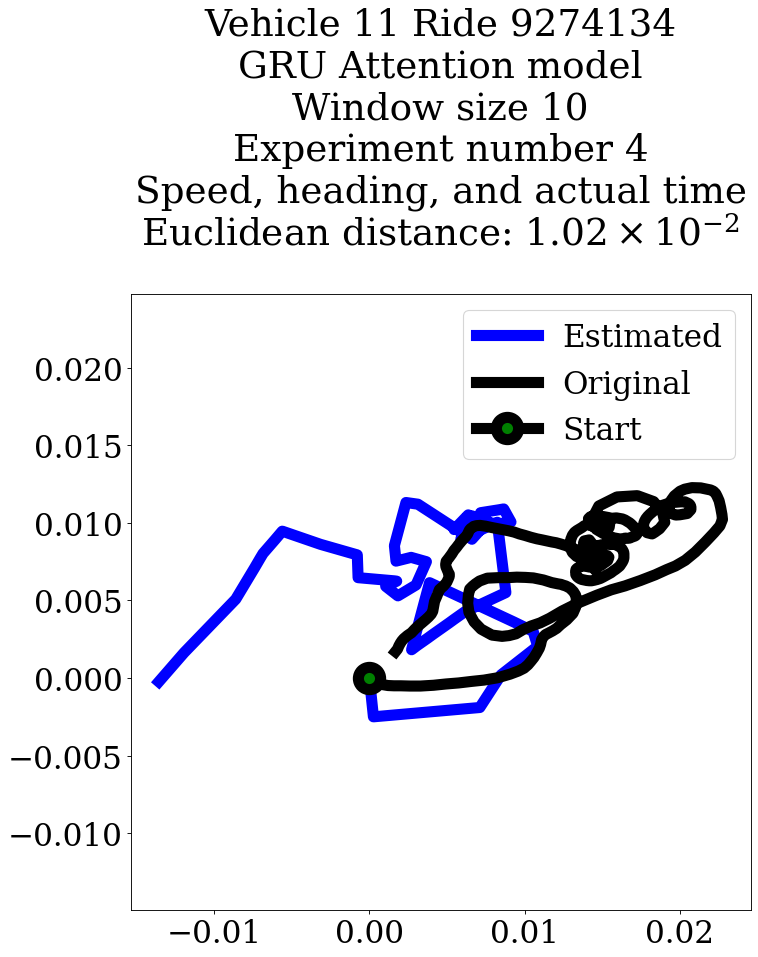 Vehicle 11 Ride 9274134
GRU Attention model
Window size 10
Experiment number 4
Speed, heading, and actual time
Euclidean distance: 1.02 × 10⁻²
Estimated
Original
Start
0.020
0.015
0.010
0.005
0.000
−0.005
−0.010
−0.01
0.00
0.01
0.02